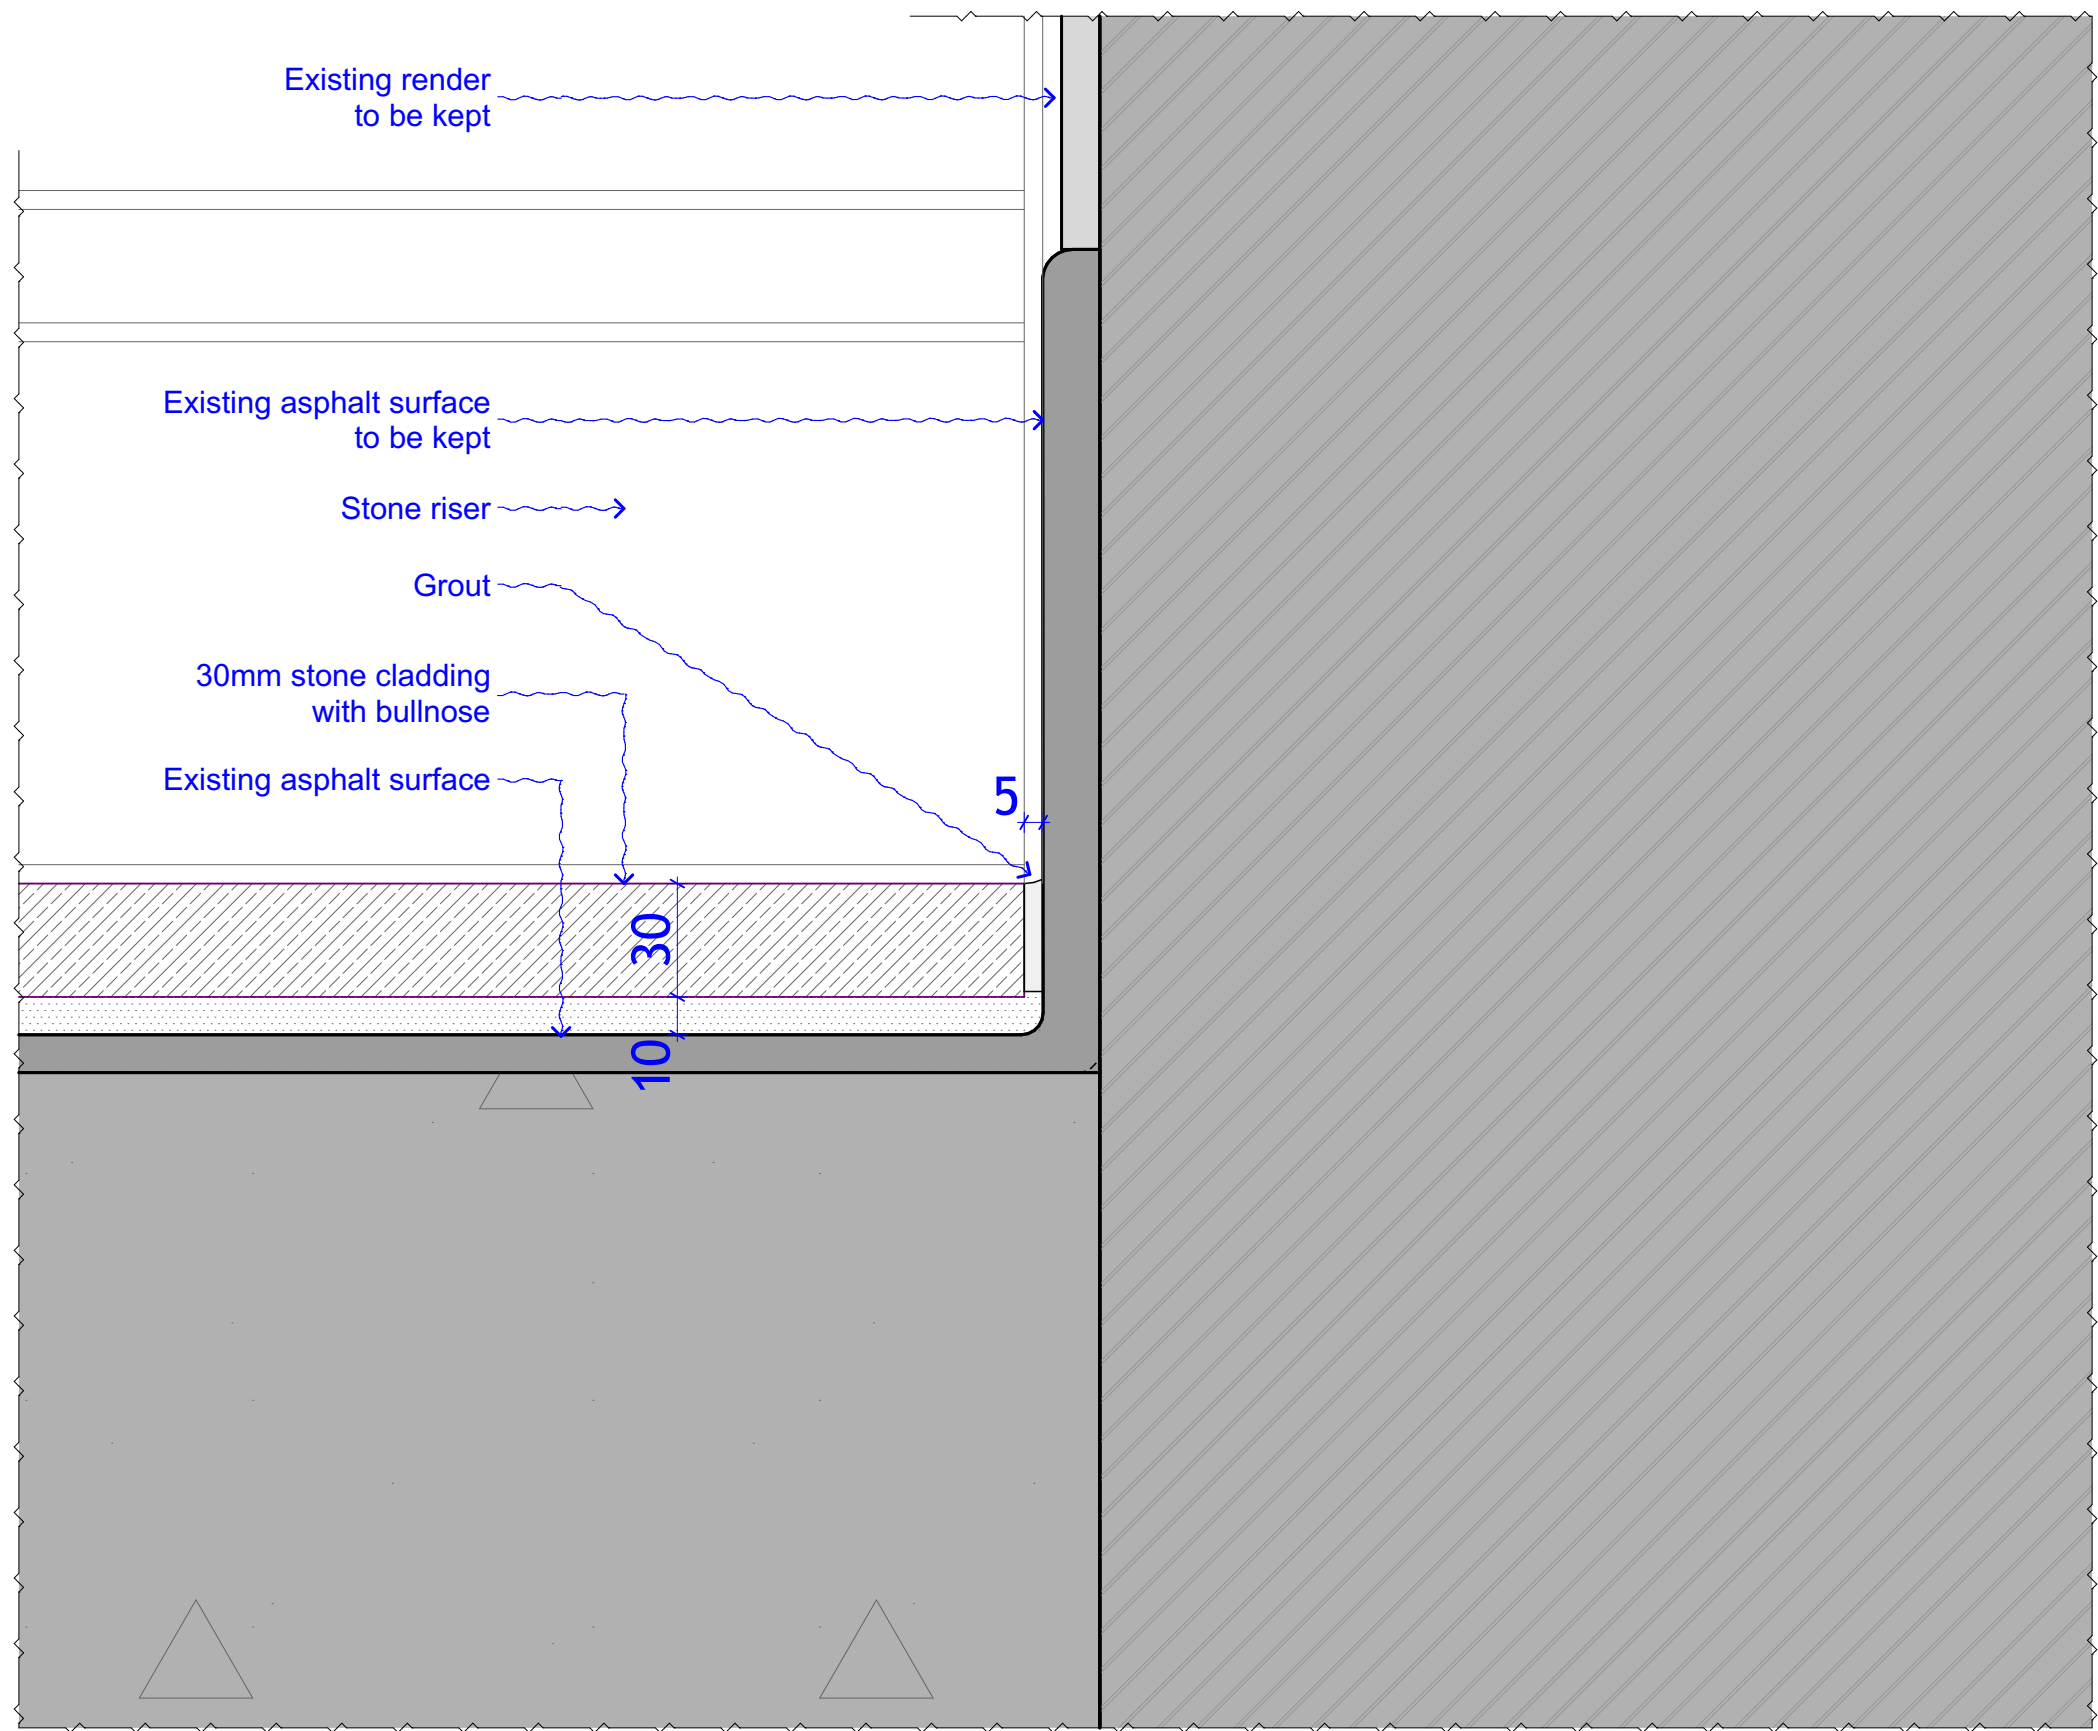 Existing render
to be kept
Existing asphalt surface
to be kept
Stone riser
Grout
30mm stone cladding
with bullnose
Existing asphalt surface
5
30
10